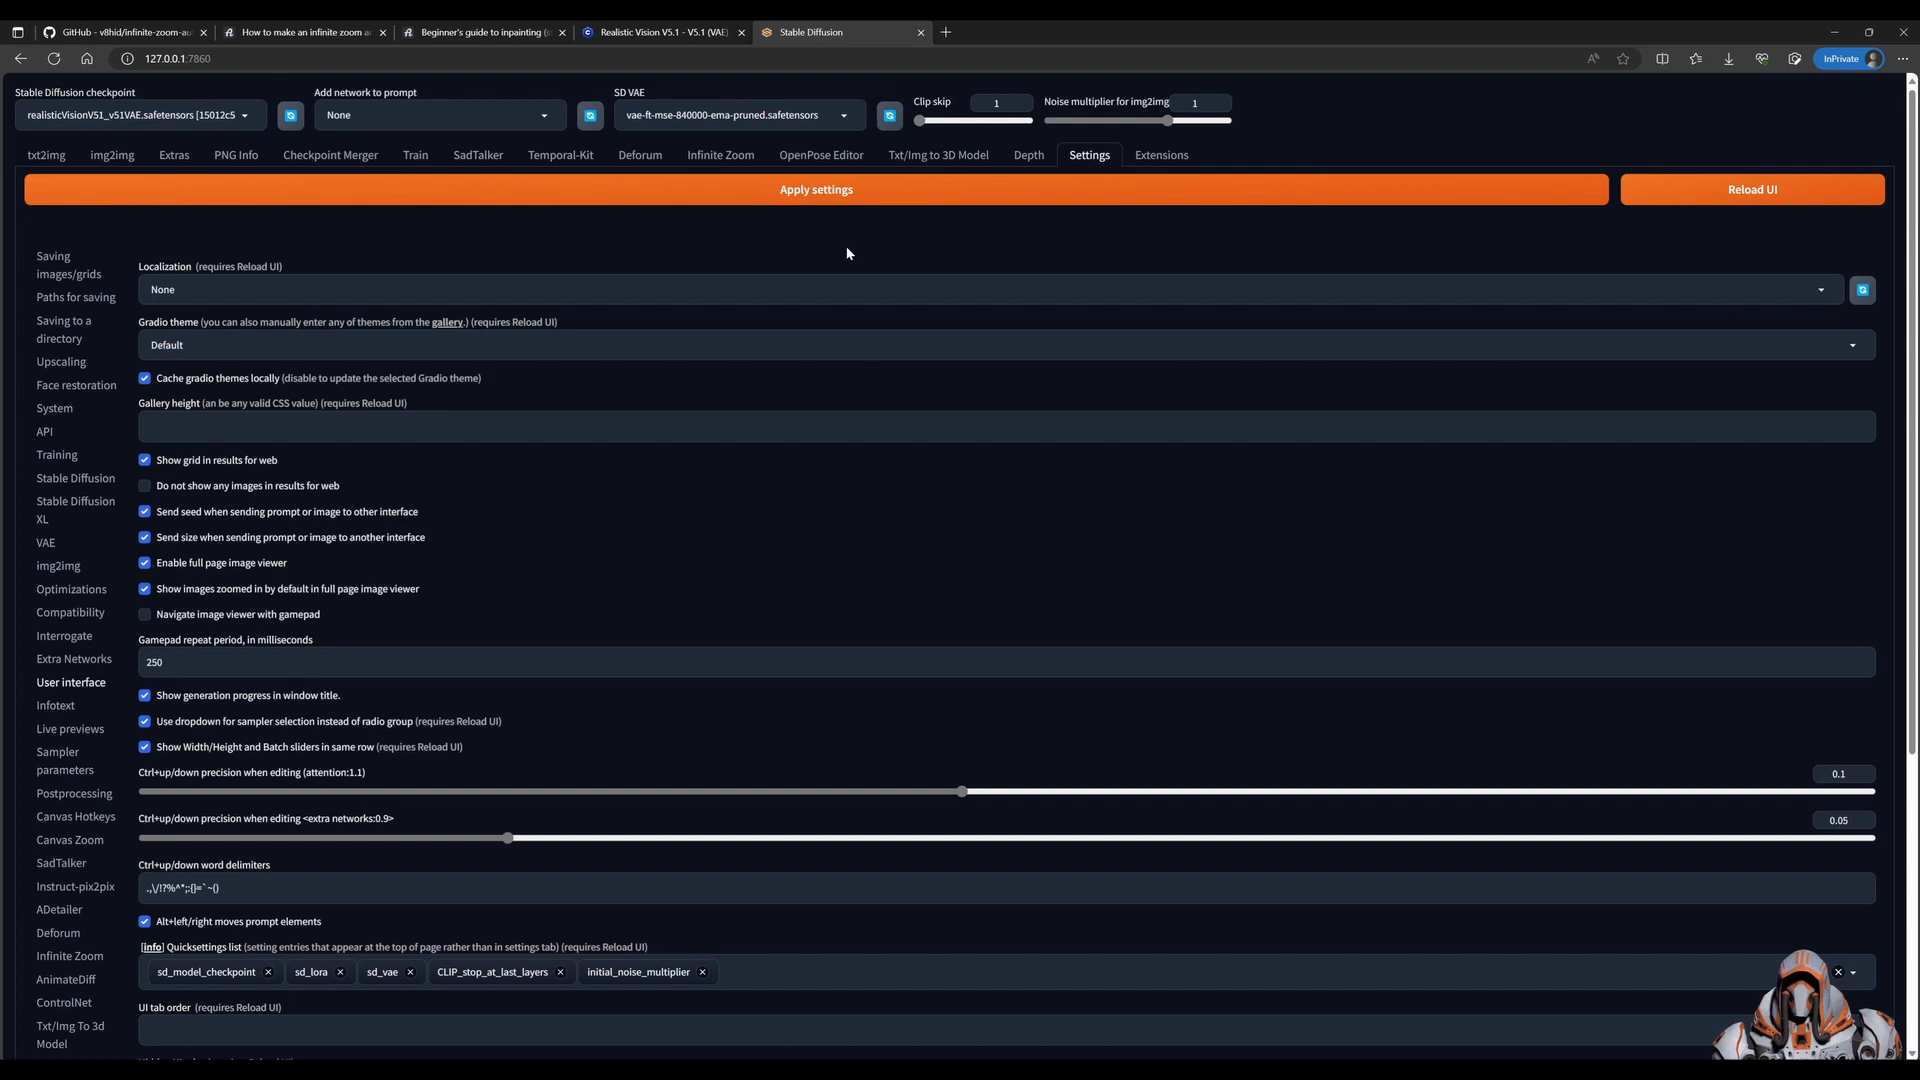 GitHub - v8hid/infinite-zoom-au
How to make an infinite zoom an
Beginner's guide to inpainting (s
Realistic Vision V5.1 - V5.1 (VAE)
Stable Diffusion
127.0.0.1:7860
InPrivate
Stable Diffusion checkpoint
Add network to prompt
SD VAE
Clip skip
1
Noise multiplier for img2img
1
realisticVisionV51_v51VAE.safetensors [15012c5
None
vae-ft-mse-840000-ema-pruned.safetensors
txt2img
img2img
Extras
PNG Info
Checkpoint Merger
Train
SadTalker
Temporal-Kit
Deforum
Infinite Zoom
OpenPose Editor
Txt/Img to 3D Model
Depth
Settings
Extensions
Apply settings
Reload UI
Saving
images/grids
Paths for saving
Saving to a
directory
Upscaling
Face restoration
System
API
Training
Stable Diffusion
Stable Diffusion
XL
VAE
img2img
Optimizations
Compatibility
Interrogate
Extra Networks
User interface
Infotext
Live previews
Sampler
parameters
Postprocessing
Canvas Hotkeys
Canvas Zoom
SadTalker
Instruct-pix2pix
ADetailer
Deforum
Infinite Zoom
AnimateDiff
ControlNet
Txt/Img To 3d
Model
Localization (requires Reload UI)
None
Gradio theme (you can also manually enter any of themes from the gallery.) (requires Reload UI)
Default
Cache gradio themes locally (disable to update the selected Gradio theme)
Gallery height (an be any valid CSS value) (requires Reload UI)
Show grid in results for web
Do not show any images in results for web
Send seed when sending prompt or image to other interface
Send size when sending prompt or image to another interface
Enable full page image viewer
Show images zoomed in by default in full page image viewer
Navigate image viewer with gamepad
Gamepad repeat period, in milliseconds
250
Show generation progress in window title.
Use dropdown for sampler selection instead of radio group (requires Reload UI)
Show Width/Height and Batch sliders in same row (requires Reload UI)
Ctrl+up/down precision when editing (attention:1.1)
0.1
Ctrl+up/down precision when editing <extra networks:0.9>
0.05
Ctrl+up/down word delimiters
.,\/!?%^*;:{}=`~()
Alt+left/right moves prompt elements
[info] Quicksettings list (setting entries that appear at the top of page rather than in settings tab) (requires Reload UI)
sd_model_checkpoint
sd_lora
sd_vae
CLIP_stop_at_last_layers
initial_noise_multiplier
UI tab order (requires Reload UI)